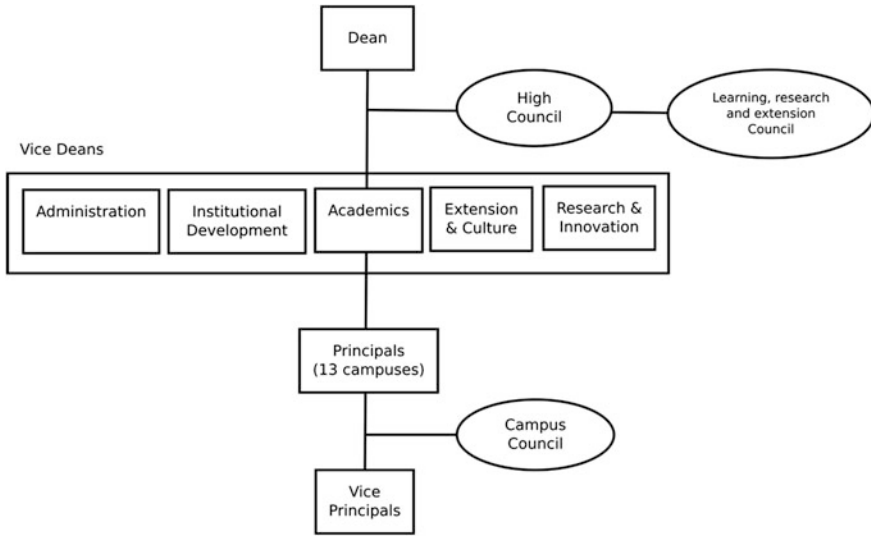 Dean
High
Council
Learning, research
and extension
Council
Vice Deans
Administration
Institutional
Development
Academics
Extension
& Culture
Research &
Innovation
Principals
(13 campuses)
Campus
Council
Vice
Principals